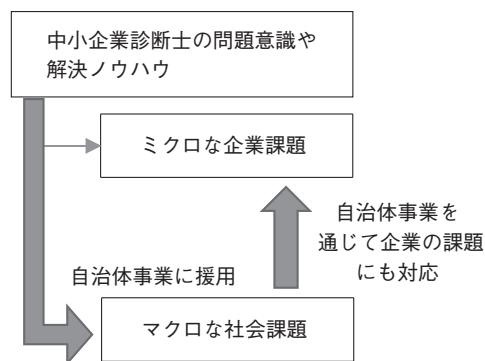 中小企業診断士の問題意識や
解決ノウハウ
ミクロな企業課題
自治体事業を
通じて企業の課題
にも対応
自治体事業に援用
マクロな社会課題